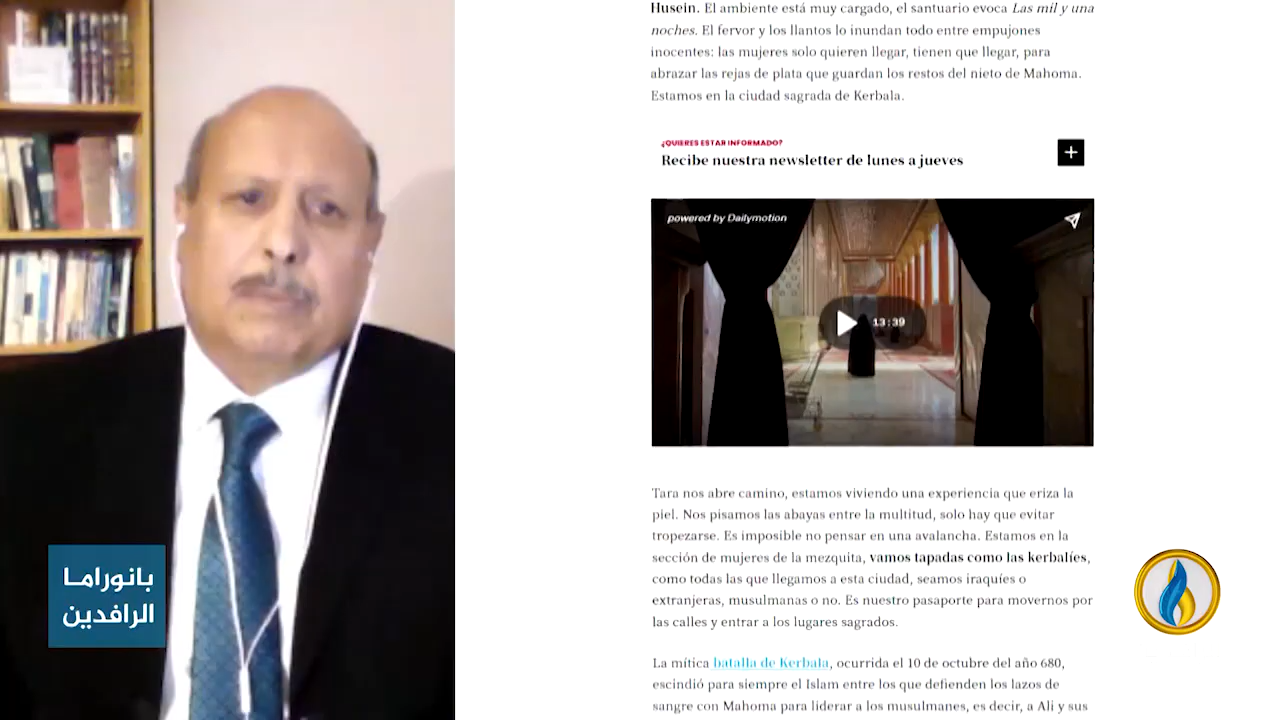 Husein. El ambiente está muy cargado, el santuario evoca Las mil y una
noches. El fervor y los llantos lo inundan todo entre empujones
inocentes: las mujeres solo quieren llegar, tienen que llegar, para
abrazar las rejas de plata que guardan los restos del nieto de Mahoma.
Estamos en la ciudad sagrada de Kerbala.
¿QUIERES ESTAR INFORMADO?
Recibe nuestra newsletter de lunes a jueves
powered by Dailymotion
13:39
Tara nos abre camino, estamos viviendo una experiencia que eriza la
piel. Nos pisamos las abayas entre la multitud, solo hay que evitar
tropezarse. Es imposible no pensar en una avalancha. Estamos en la
sección de mujeres de la mezquita, vamos tapadas como las kerbalíes,
como todas las que llegamos a esta ciudad, seamos iraquíes o
extranjeras, musulmanas o no. Es nuestro pasaporte para movernos por
las calles y entrar a los lugares sagrados.
La mítica batalla de Kerbala, ocurrida el 10 de octubre del año 680,
escindió para siempre el Islam entre los que defienden los lazos de
sangre con Mahoma para liderar a los musulmanes, es decir, a Ali y sus
بانوراما
الرافدين